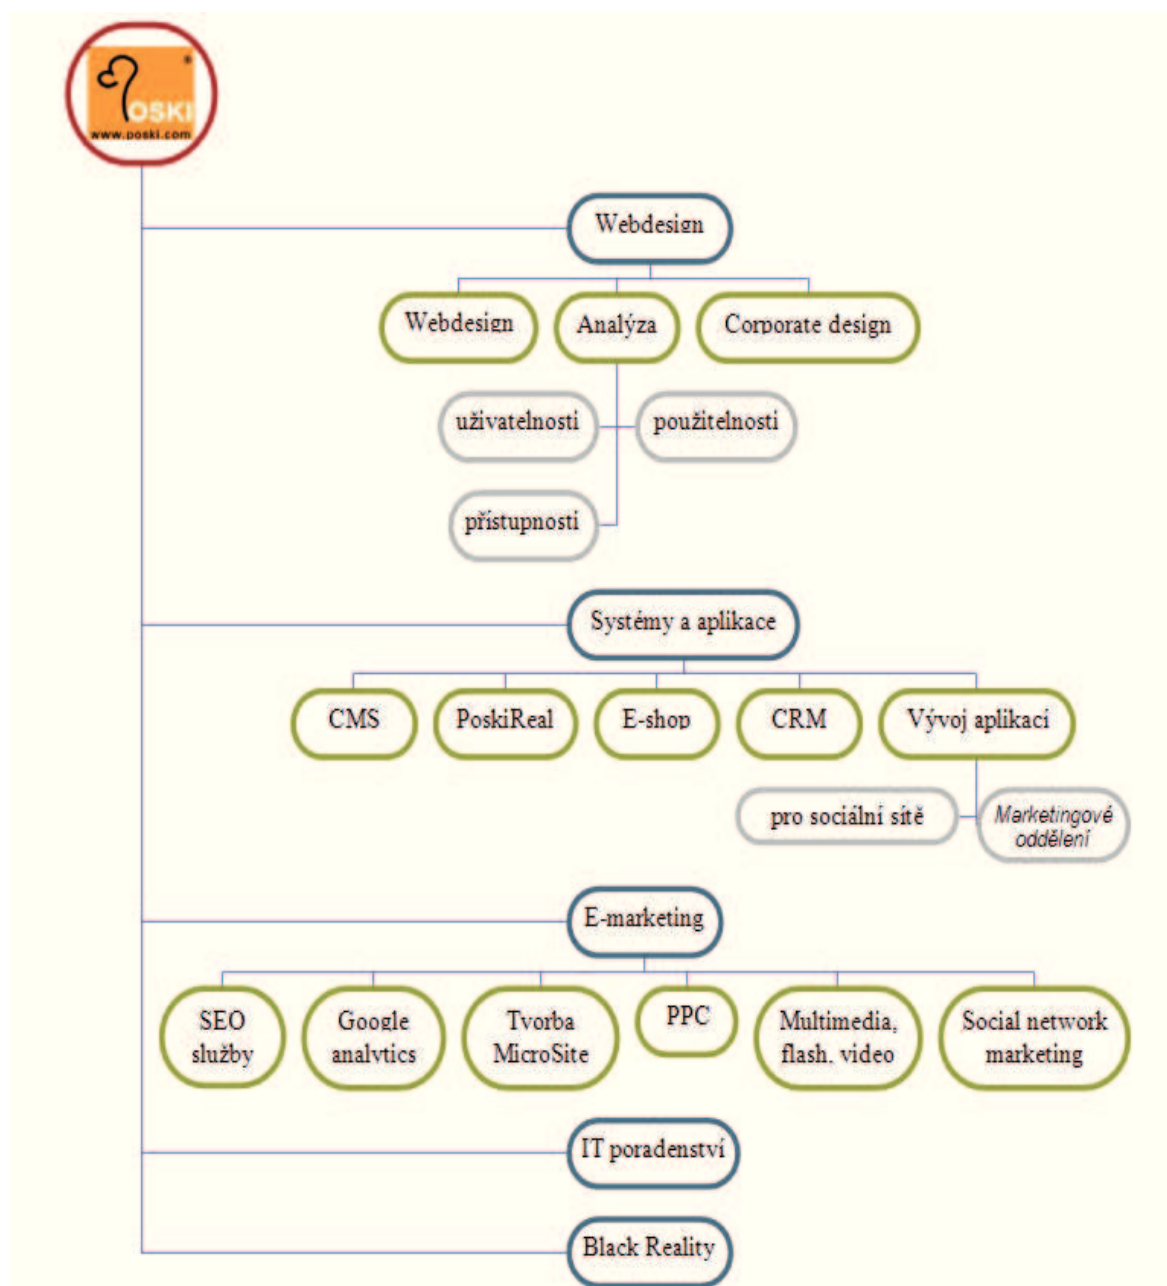 POSKI
www.poski.com
Webdesign
Webdesign
Analýza
Corporate design
uživatelnosti
použitelnosti
přístupnosti
Systémy a aplikace
CMS
PoskiReal
E-shop
CRM
Vývoj aplikací
pro sociální sítě
Marketingové
oddělení
E-marketing
SEO
služby
Google
analytics
Tvorba
MicroSite
PPC
Multimedia,
flash, video
Social network
marketing
IT poradenství
Black Reality